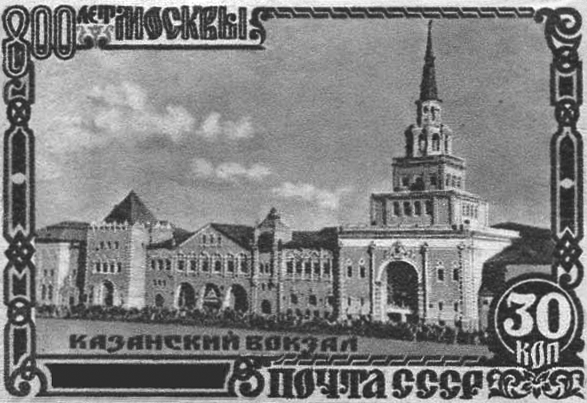 800 ЛЕТ МОСКВЫ
КАЗАНСКИЙ ВОКЗАЛ
30
КОП
ПОЧТА СССР